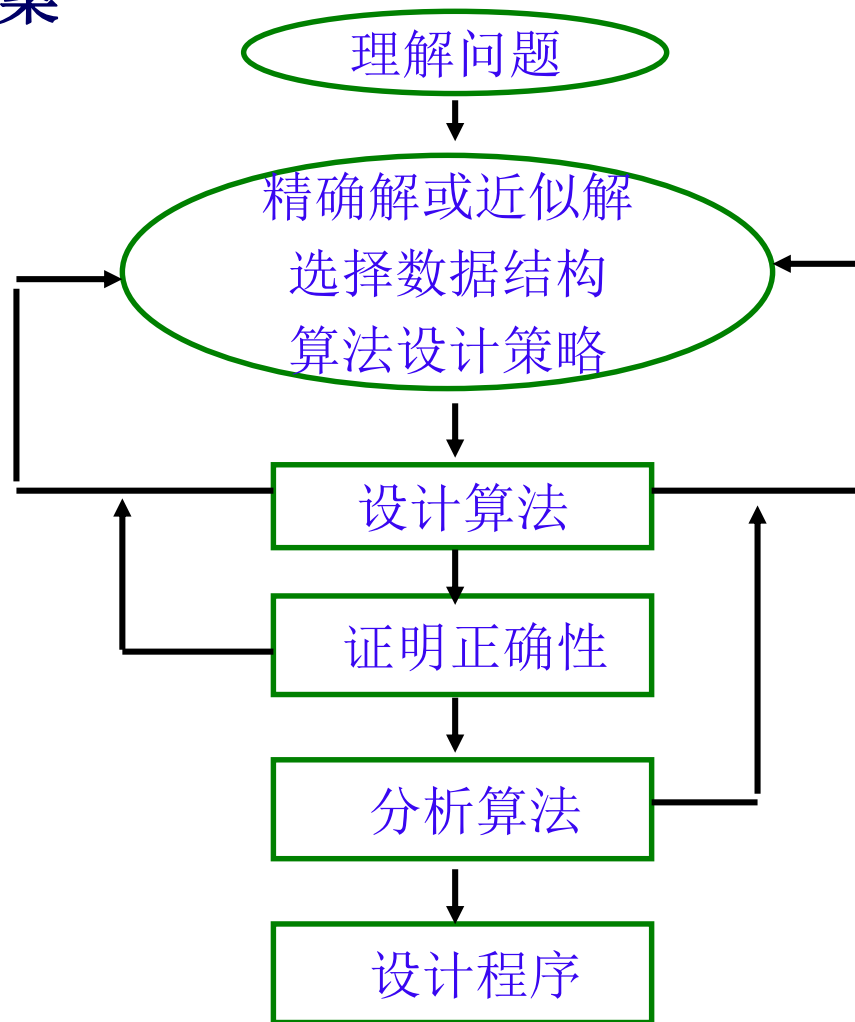 理解问题
精确解或近似解
选择数据结构
算法设计策略
设计算法
证明正确性
分析算法
设计程序